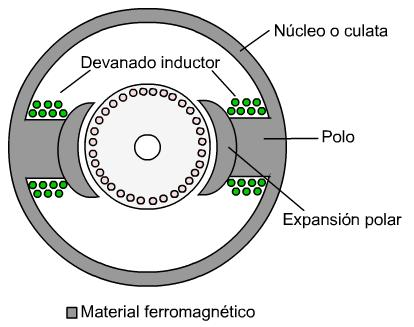 Núcleo o culata
Devanado inductor
Polo
Expansión polar
Material ferromagnético